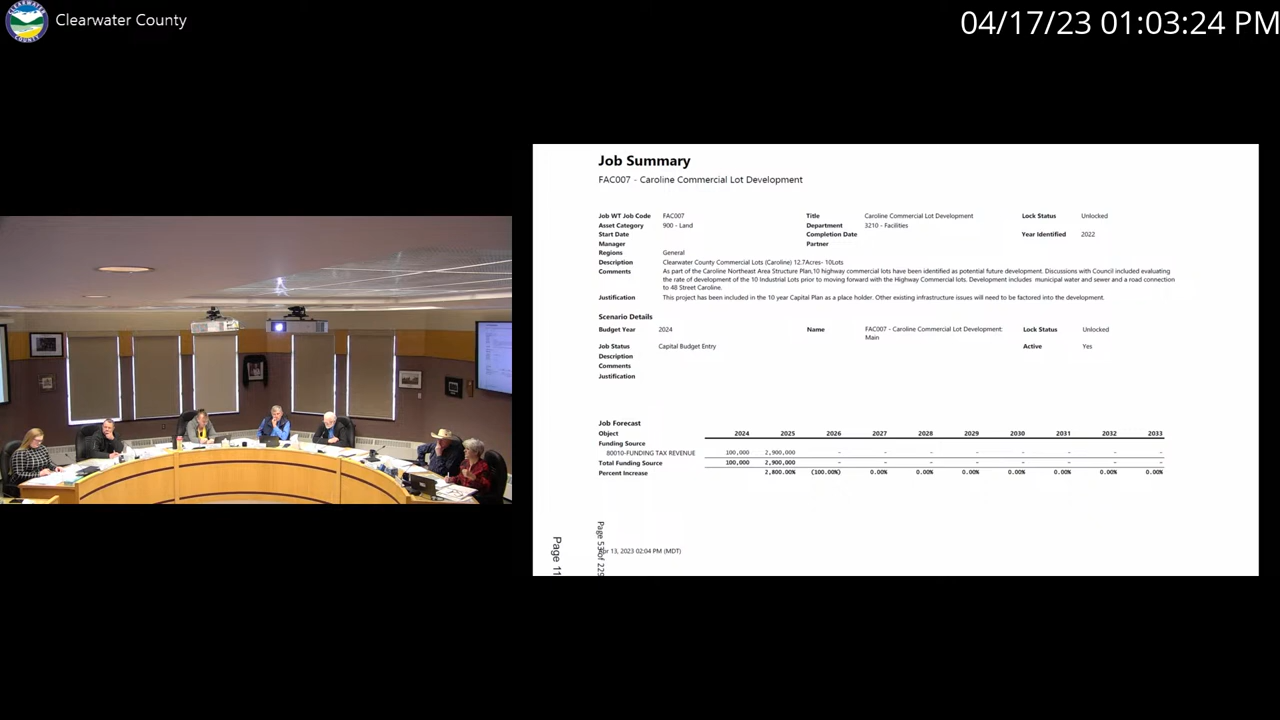 Clearwater County
04/17/23 01:03:24 PM
Job Summary
FAC007 - Caroline Commercial Lot Development
Job WT Job Code FAC007 Title Caroline Commercial Lot Development Lock Status Unlocked
Asset Category 900 - Land Department 3210 - Facilities
Start Date Completion Date Year Identified 2022
Manager Partner
Regions General
Description Clearwater County Commercial Lots (Caroline) 12.7Acres- 10Lots
Comments As part of the Caroline Northeast Area Structure Plan,10 highway commercial lots have been identified as potential future development. Discussions with Council included evaluating
the rate of development of the 10 Industrial Lots prior to moving forward with the Highway Commercial lots. Development includes municipal water and sewer and a road connection
to 48 Street Caroline.
Justification This project has been included in the 10 year Capital Plan as a place holder. Other existing infrastructure issues will need to be factored into the development.
Scenario Details
Budget Year 2024 Name FAC007 - Caroline Commercial Lot Development: Lock Status Unlocked
Main
Job Status Capital Budget Entry Active Yes
Description
Comments
Justification
Job Forecast
Object 2024 2025 2026 2027 2028 2029 2030 2031 2032 2033
Funding Source
80010-FUNDING TAX REVENUE 100,000 2,900,000 - - - - - - - -
Total Funding Source 100,000 2,900,000 - - - - - - - -
Percent Increase 2,800.00% (100.00%) 0.00% 0.00% 0.00% 0.00% 0.00% 0.00% 0.00%
Apr 13, 2023 02:04 PM (MDT)
Page 53 of 229
Page 11